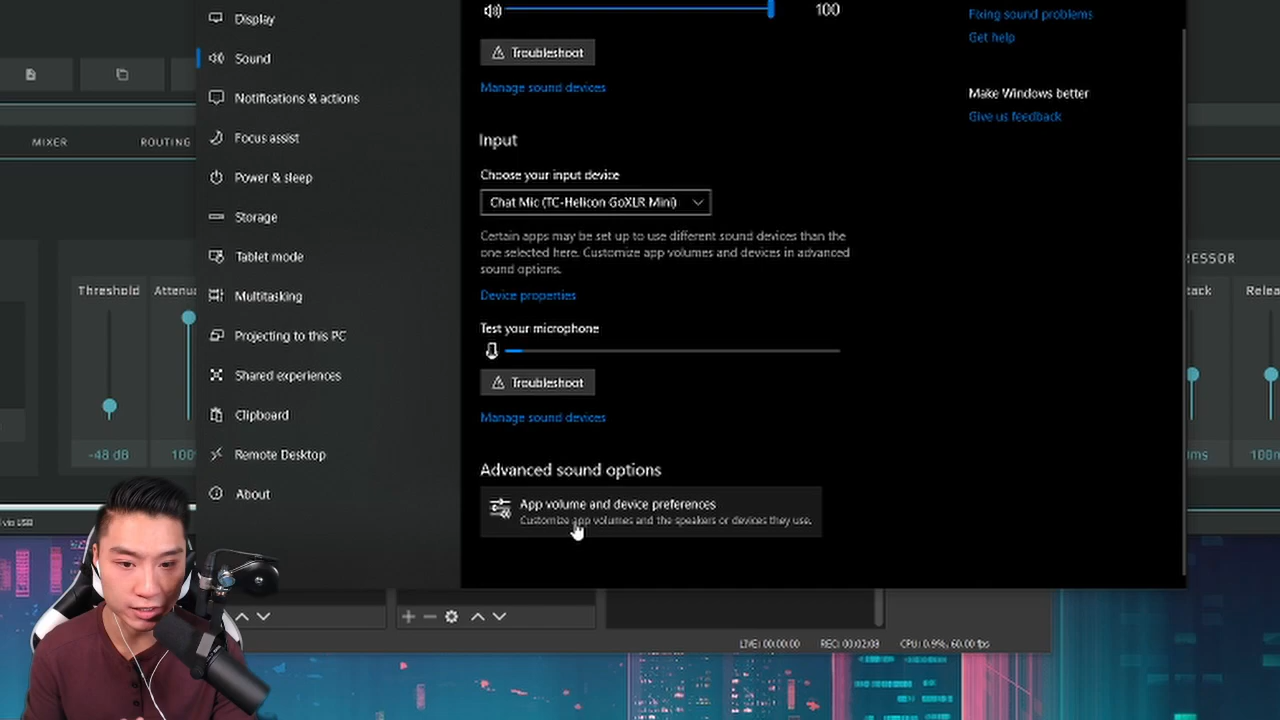 Display
Sound
Notifications & actions
Focus assist
Power & sleep
Storage
Tablet mode
Multitasking
Projecting to this PC
Shared experiences
Clipboard
Remote Desktop
About
100
Troubleshoot
Manage sound devices
Input
Choose your input device
Chat Mic (TC-Helicon GoXLR Mini)
Certain apps may be set up to use different sound devices than the
one selected here. Customize app volumes and devices in advanced
sound options.
Device properties
Test your microphone
Troubleshoot
Manage sound devices
Advanced sound options
App volume and device preferences
Customize app volumes and the speakers or devices they use.
Fixing sound problems
Get help
Make Windows better
Give us feedback
MIXER
ROUTING
Threshold
-48 dB
via USB
LIVE: 00:00:00
REC: 00:02:08
CPU: 0.9%, 60.00 fps